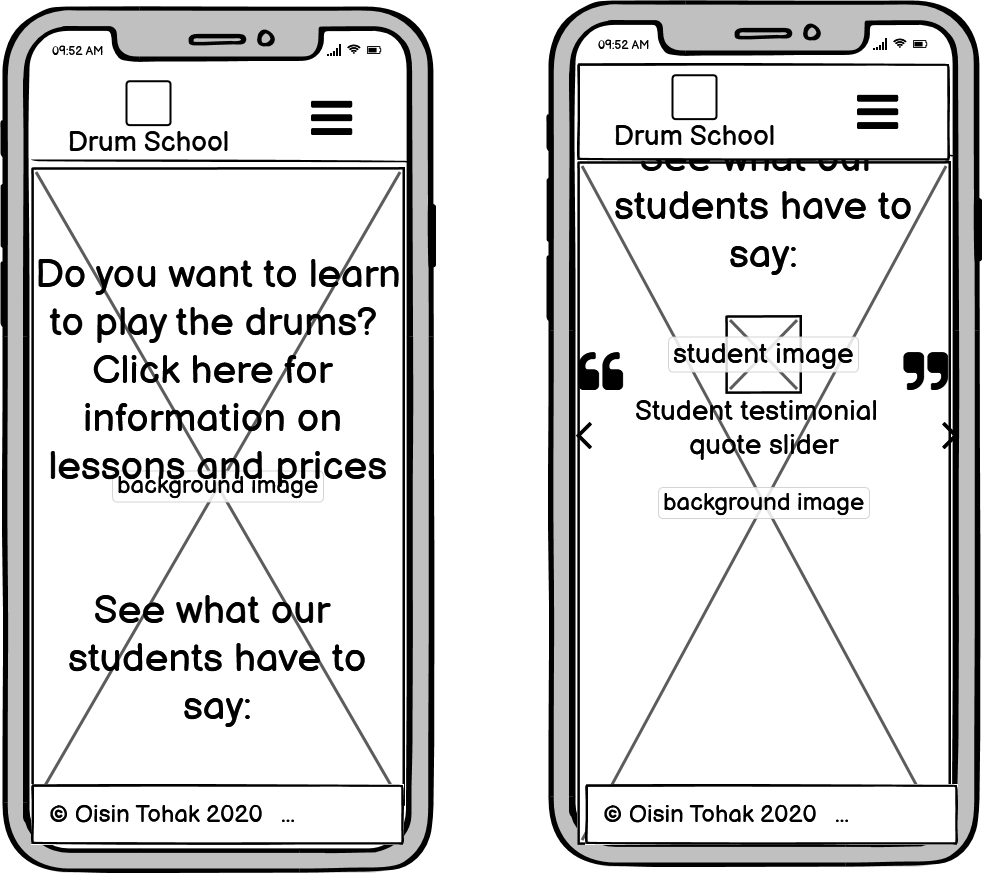 09:52 AM
Drum School
Do you want to learn
to play the drums?
Click here for
information on
lessons and prices
background image
See what our
students have to
say:
© Oisin Tohak 2020 ...
09:52 AM
Drum School
See what our
students have to
say:
student image
❝ ❞
Student testimonial
quote slider
background image
© Oisin Tohak 2020 ...